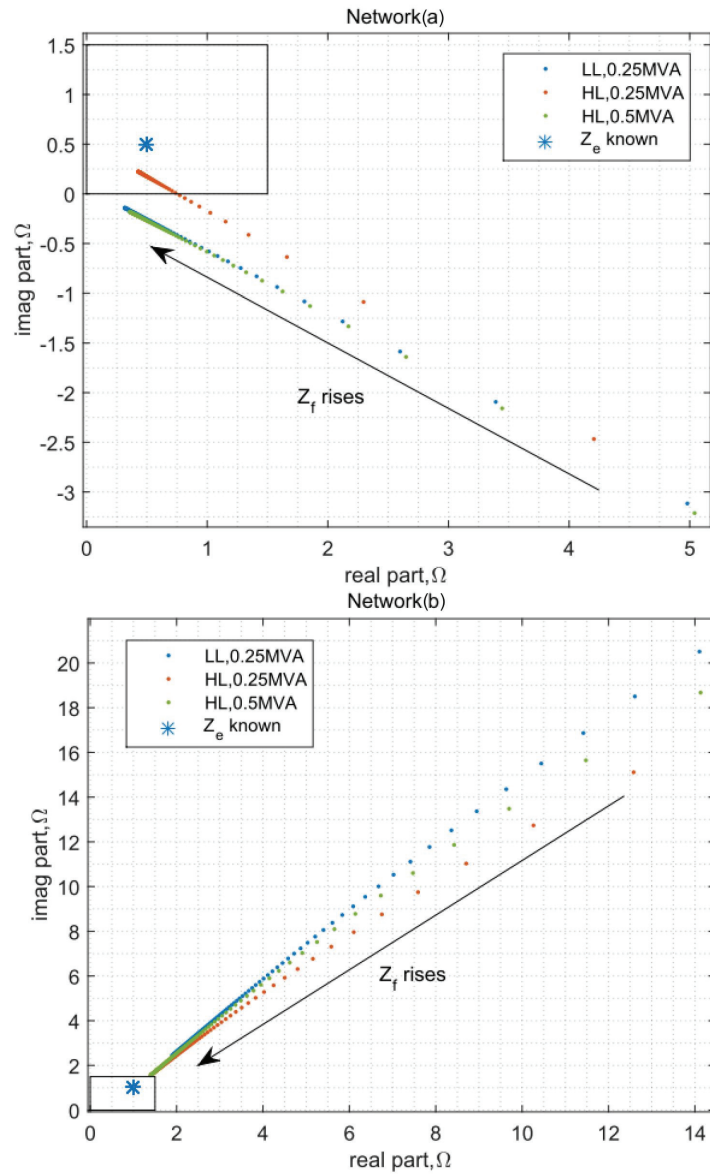 Network(a)
1.5
1
0.5
0
-0.5
-1
-1.5
-2
-2.5
-3
imag part,Ω
LL,0.25MVA
HL,0.25MVA
HL,0.5MVA
Z_e known
Z_f rises
0 1 2 3 4 5
real part,Ω
Network(b)
20
18
16
14
12
10
8
6
4
2
0
imag part,Ω
LL,0.25MVA
HL,0.25MVA
HL,0.5MVA
Z_e known
Z_f rises
0 2 4 6 8 10 12 14
real part,Ω